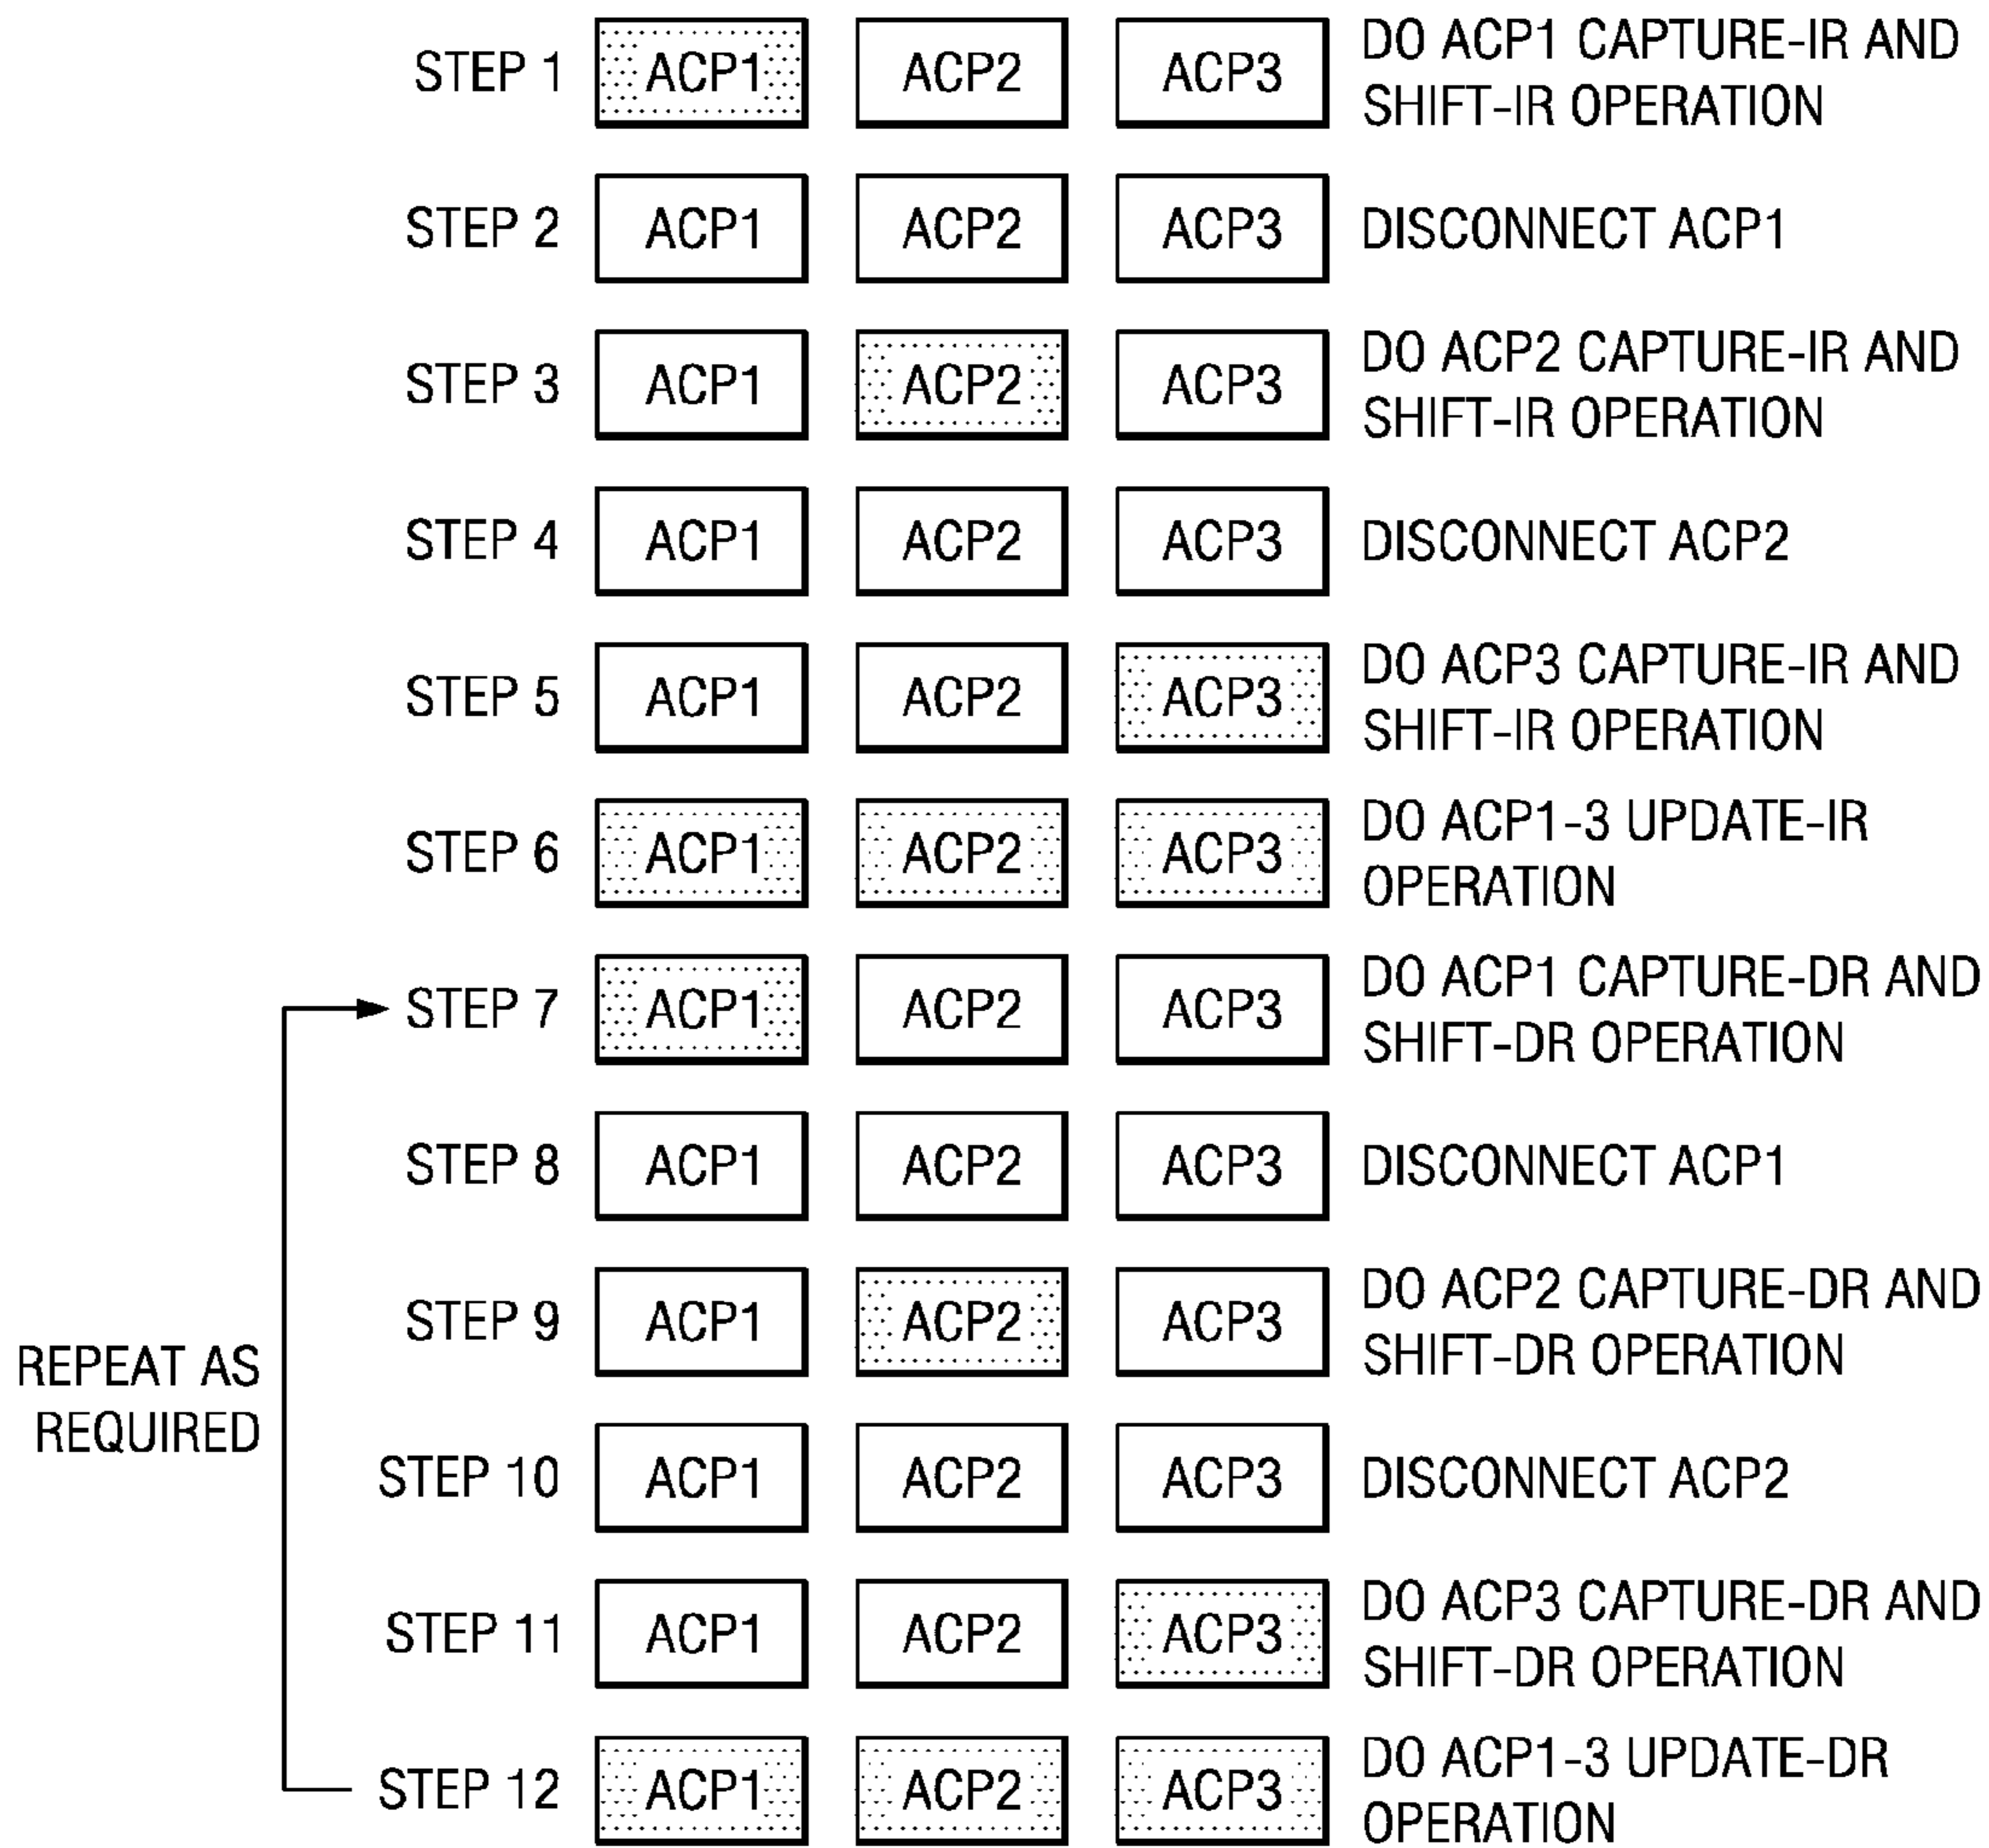 STEP 1 ACP1 ACP2 ACP3 DO ACP1 CAPTURE-IR AND
SHIFT-IR OPERATION
STEP 2 ACP1 ACP2 ACP3 DISCONNECT ACP1
STEP 3 ACP1 ACP2 ACP3 DO ACP2 CAPTURE-IR AND
SHIFT-IR OPERATION
STEP 4 ACP1 ACP2 ACP3 DISCONNECT ACP2
STEP 5 ACP1 ACP2 ACP3 DO ACP3 CAPTURE-IR AND
SHIFT-IR OPERATION
STEP 6 ACP1 ACP2 ACP3 DO ACP1-3 UPDATE-IR
OPERATION
STEP 7 ACP1 ACP2 ACP3 DO ACP1 CAPTURE-DR AND
SHIFT-DR OPERATION
STEP 8 ACP1 ACP2 ACP3 DISCONNECT ACP1
STEP 9 ACP1 ACP2 ACP3 DO ACP2 CAPTURE-DR AND
SHIFT-DR OPERATION
REPEAT AS
REQUIRED
STEP 10 ACP1 ACP2 ACP3 DISCONNECT ACP2
STEP 11 ACP1 ACP2 ACP3 DO ACP3 CAPTURE-DR AND
SHIFT-DR OPERATION
STEP 12 ACP1 ACP2 ACP3 DO ACP1-3 UPDATE-DR
OPERATION